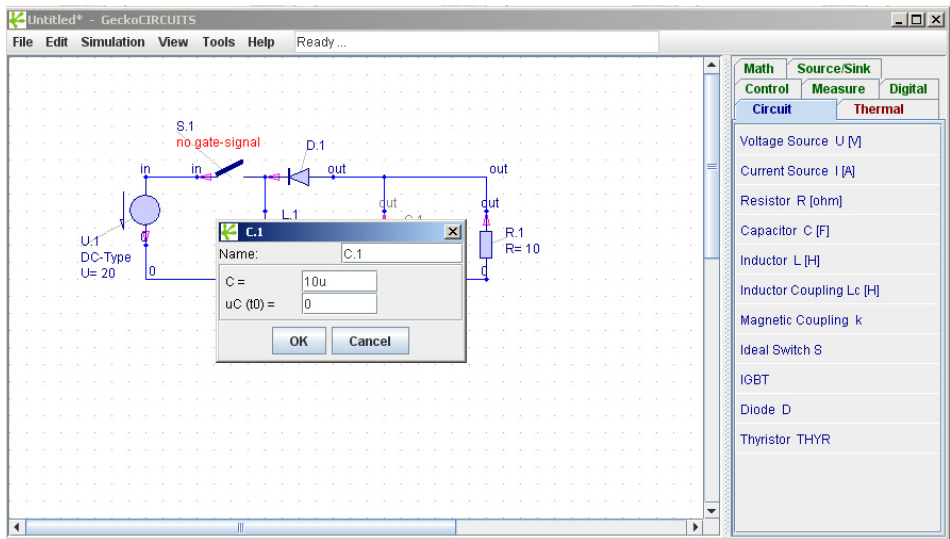 Untitled* - GeckoCIRCUITS
File Edit Simulation View Tools Help Ready ...
Math Source/Sink
Control Measure Digital
Circuit Thermal
Voltage Source U [V]
Current Source I [A]
Resistor R [ohm]
Capacitor C [F]
Inductor L [H]
Inductor Coupling Lc [H]
Magnetic Coupling k
Ideal Switch S
IGBT
Diode D
Thyristor THYR
S.1
no gate-signal
D.1
in in out out
out out
L.1
C.1
U.1
DC-Type
U= 20
0
0
R.1
R= 10
0
C.1
Name: C.1
C = 10u
uC (t0) = 0
OK Cancel